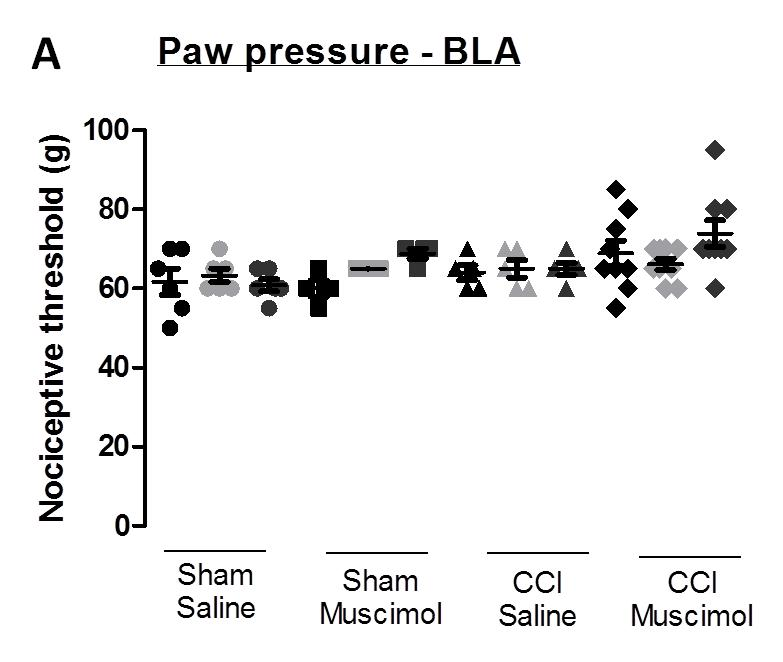 A
Paw pressure - BLA
Nociceptive threshold (g)
100
80
60
40
20
0
Sham
Saline
Sham
Muscimol
CCI
Saline
CCI
Muscimol